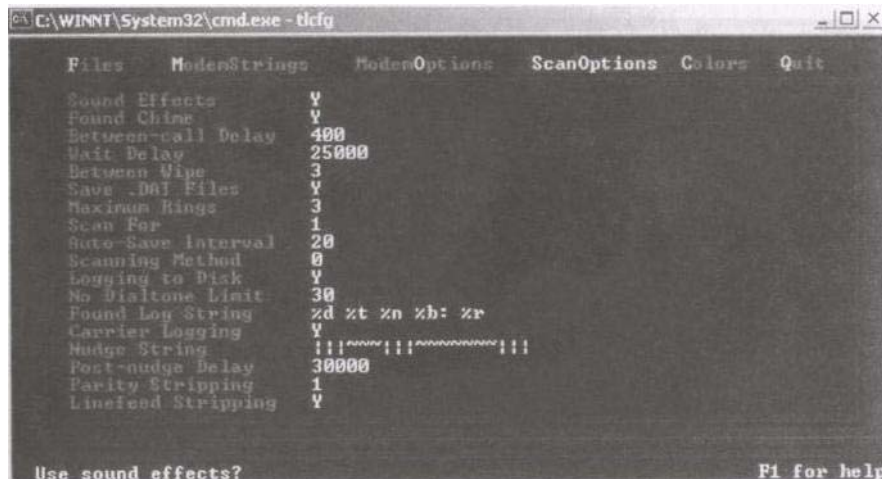 C:\WINNT\System32\cmd.exe - tlcfg
Files ModemStrings ModemOptions ScanOptions Colors Quit
Sound Effects Y
Found Chime Y
Between-call Delay 400
Wait Delay 25000
Between Wipe 3
Save .DAT Files Y
Maximum Rings 3
Scan For 1
Auto-Save Interval 20
Scanning Method 0
Logging to Disk Y
No Dialtone Limit 30
Found Log String %d %t %n %b: %r
Carrier Logging Y
Nudge String ¦¦¦~~~¦¦¦~~~~~~~¦¦¦
Post-nudge Delay 30000
Parity Stripping 1
Linefeed Stripping Y
Use sound effects? F1 for help